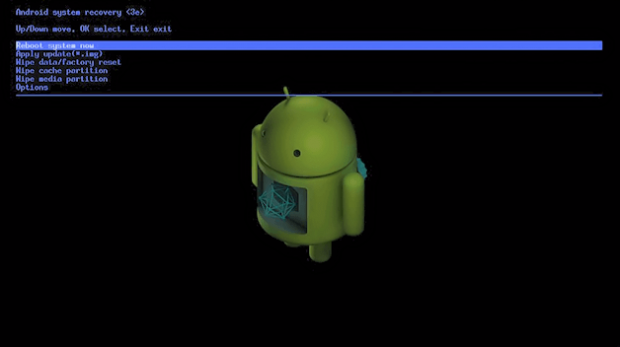 Android system recovery <3e>
Up/Down move, OK select, Exit exit
Reboot system now
Apply update(*.img)
Wipe data/factory reset
Wipe cache partition
Wipe media partition
Options